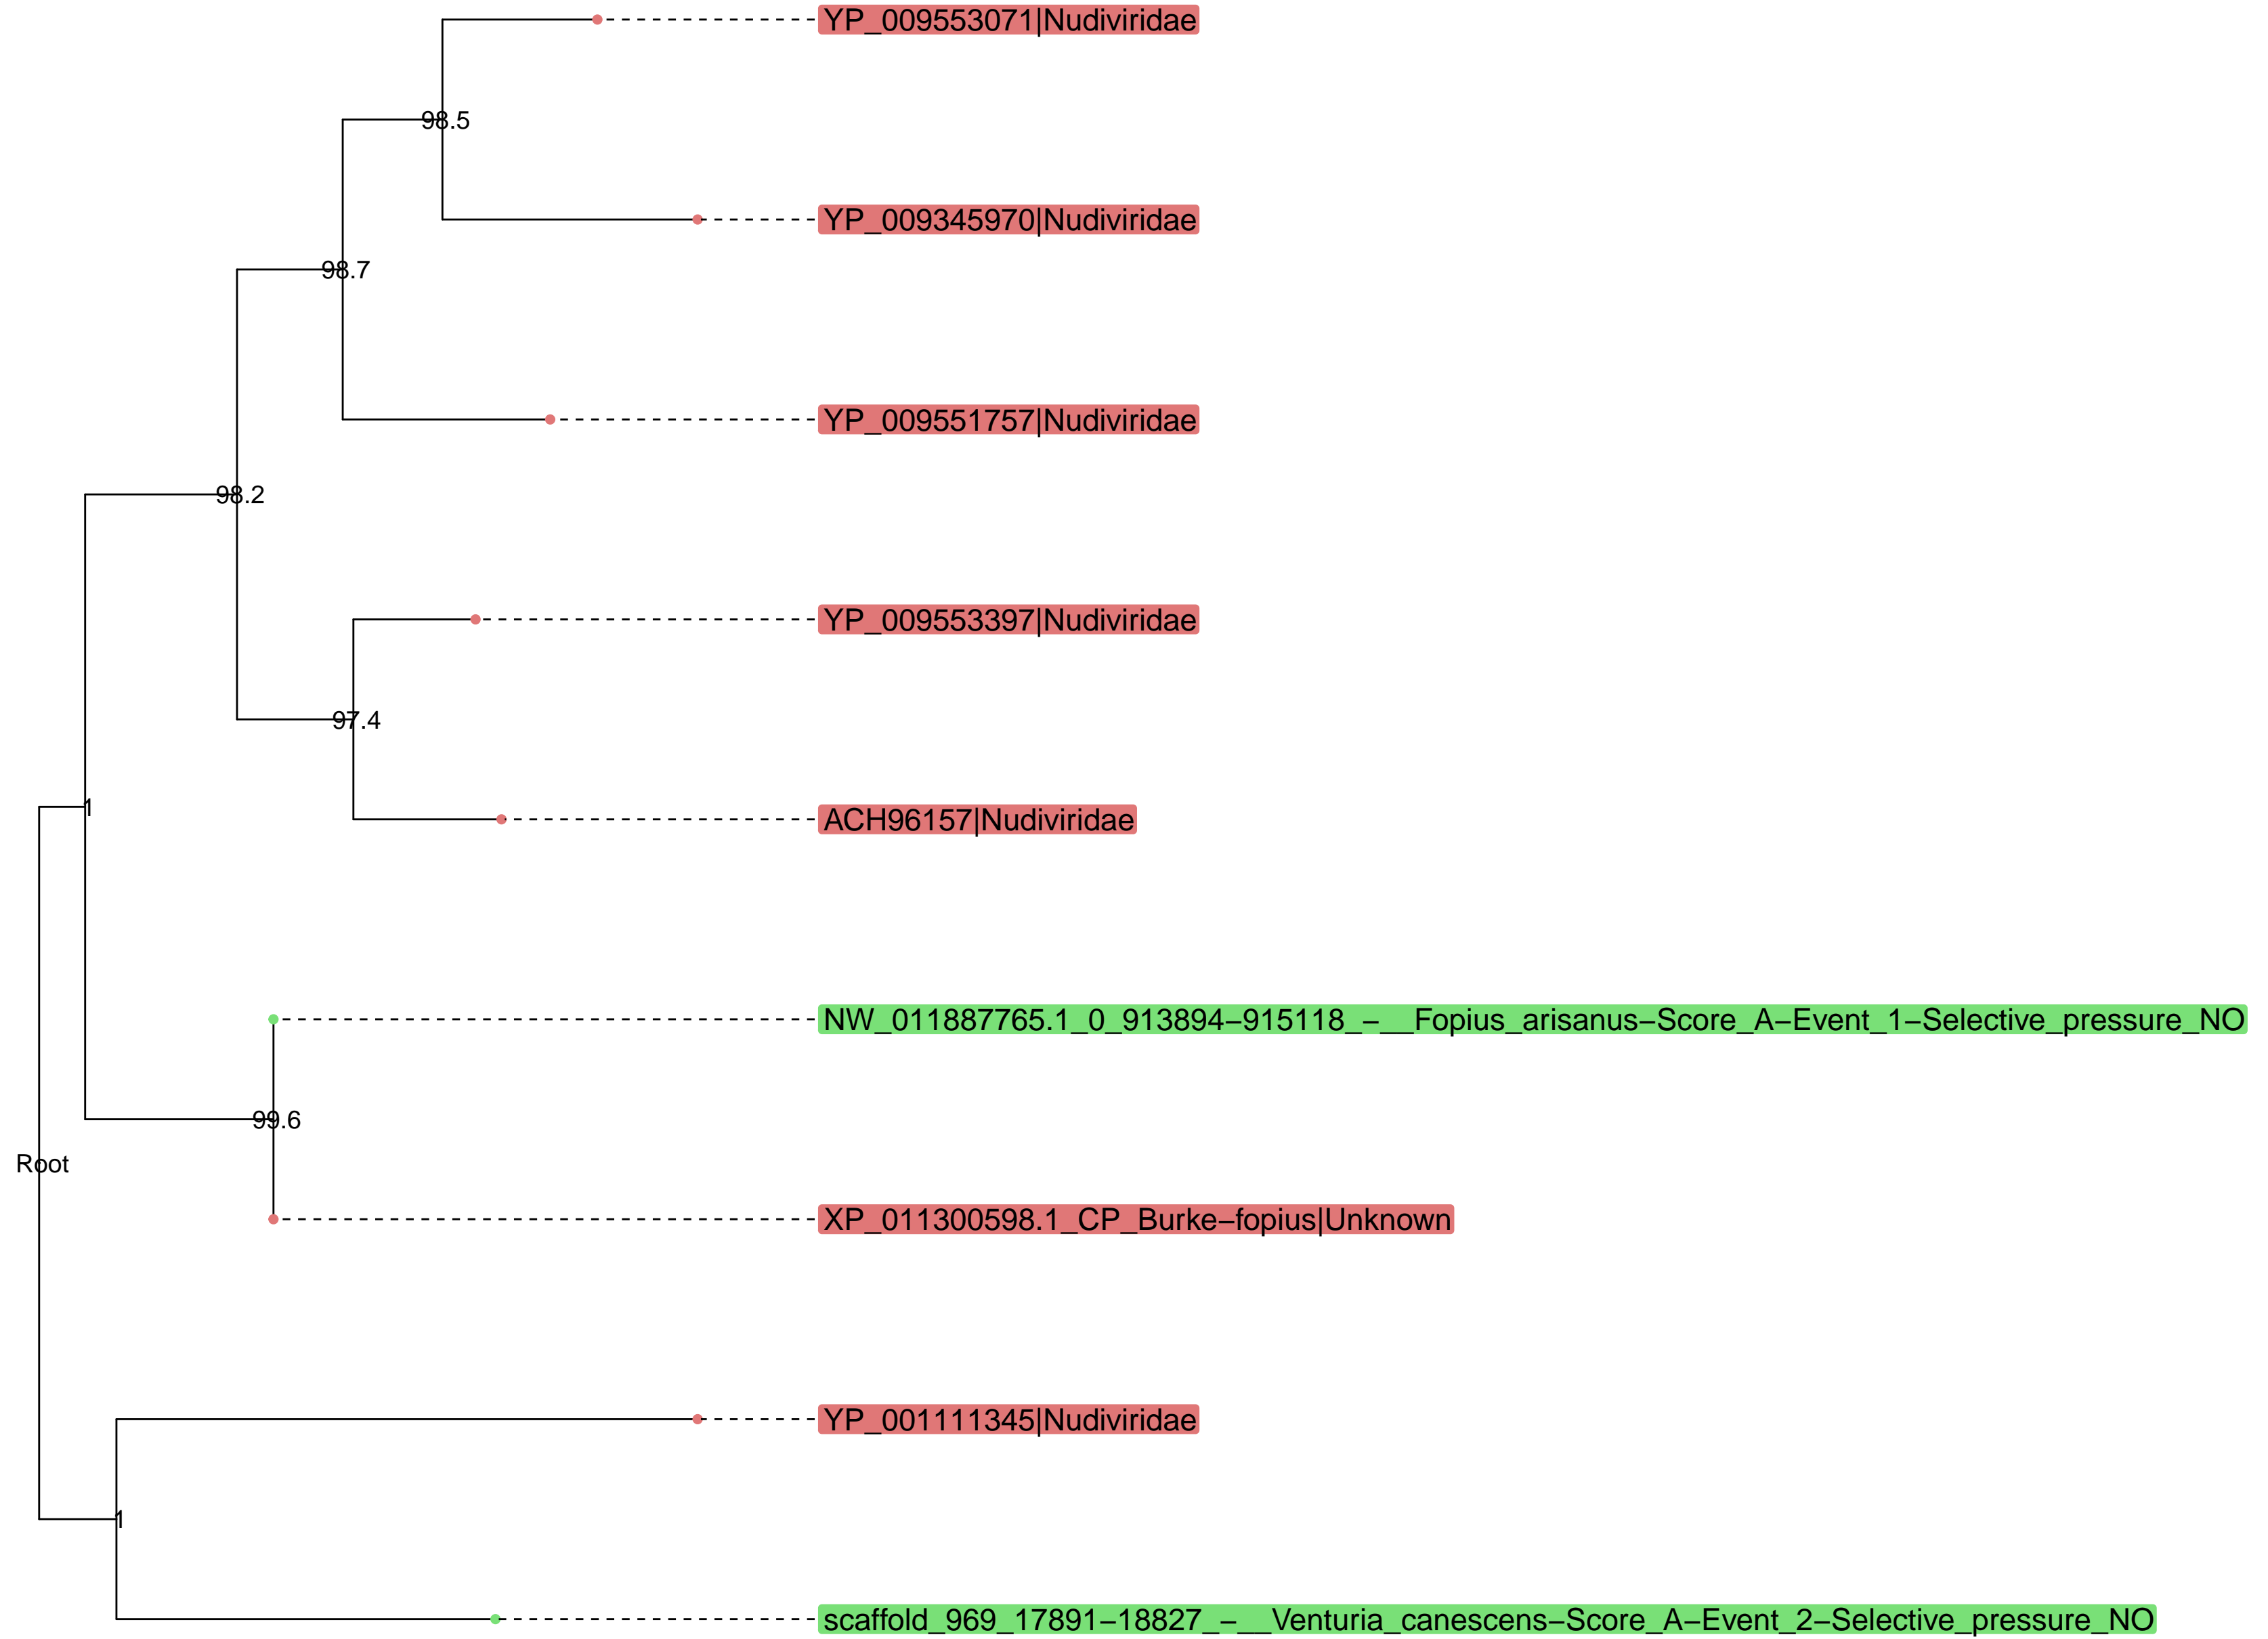 YP_009553071|Nudiviridae
98.5
YP_009345970|Nudiviridae
98.7
YP_009551757|Nudiviridae
98.2
YP_009553397|Nudiviridae
97.4
1
ACH96157|Nudiviridae
NW_011887765.1_0_913894−915118_−__Fopius_arisanus−Score_A−Event_1−Selective_pressure_NO
99.6
Root
XP_011300598.1_CP_Burke−fopius|Unknown
YP_001111345|Nudiviridae
1
scaffold_969_17891−18827_−__Venturia_canescens−Score_A−Event_2−Selective_pressure_NO